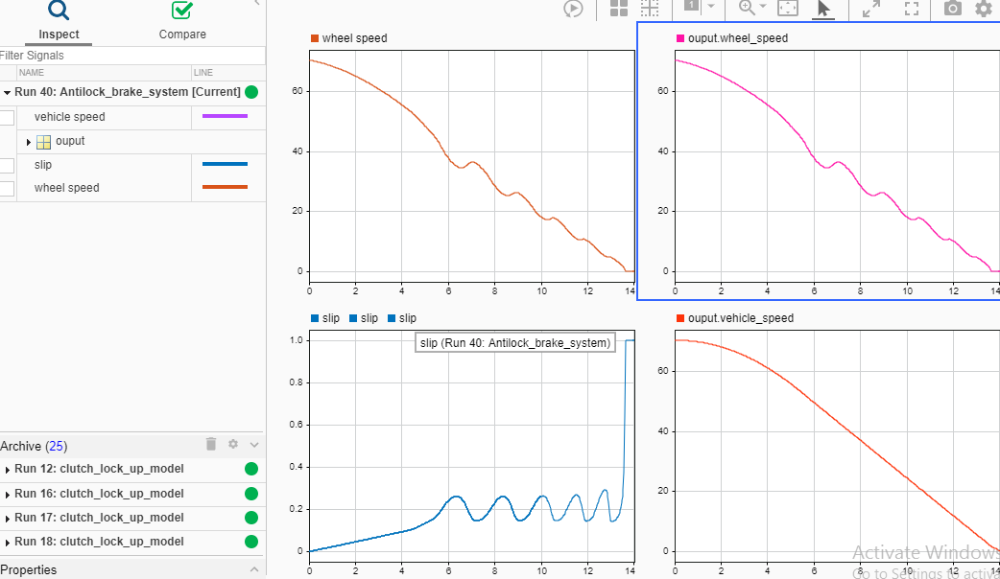 Inspect
Compare
1
Filter Signals
NAME
LINE
Run 40: Antilock_brake_system [Current]
vehicle speed
ouput
slip
wheel speed
Archive (25)
Run 12: clutch_lock_up_model
Run 16: clutch_lock_up_model
Run 17: clutch_lock_up_model
Run 18: clutch_lock_up_model
Properties
wheel speed
60
40
20
0
0 2 4 6 8 10 12 14
ouput.wheel_speed
60
40
20
0
0 2 4 6 8 10 12 14
slip slip slip
slip (Run 40: Antilock_brake_system)
1.0
0.8
0.6
0.4
0.2
0
0 2 4 6 8 10 12 14
ouput.vehicle_speed
60
40
20
0
0 2 4 6 8 10 12 14
Activate Windows
Go to Settings to activa